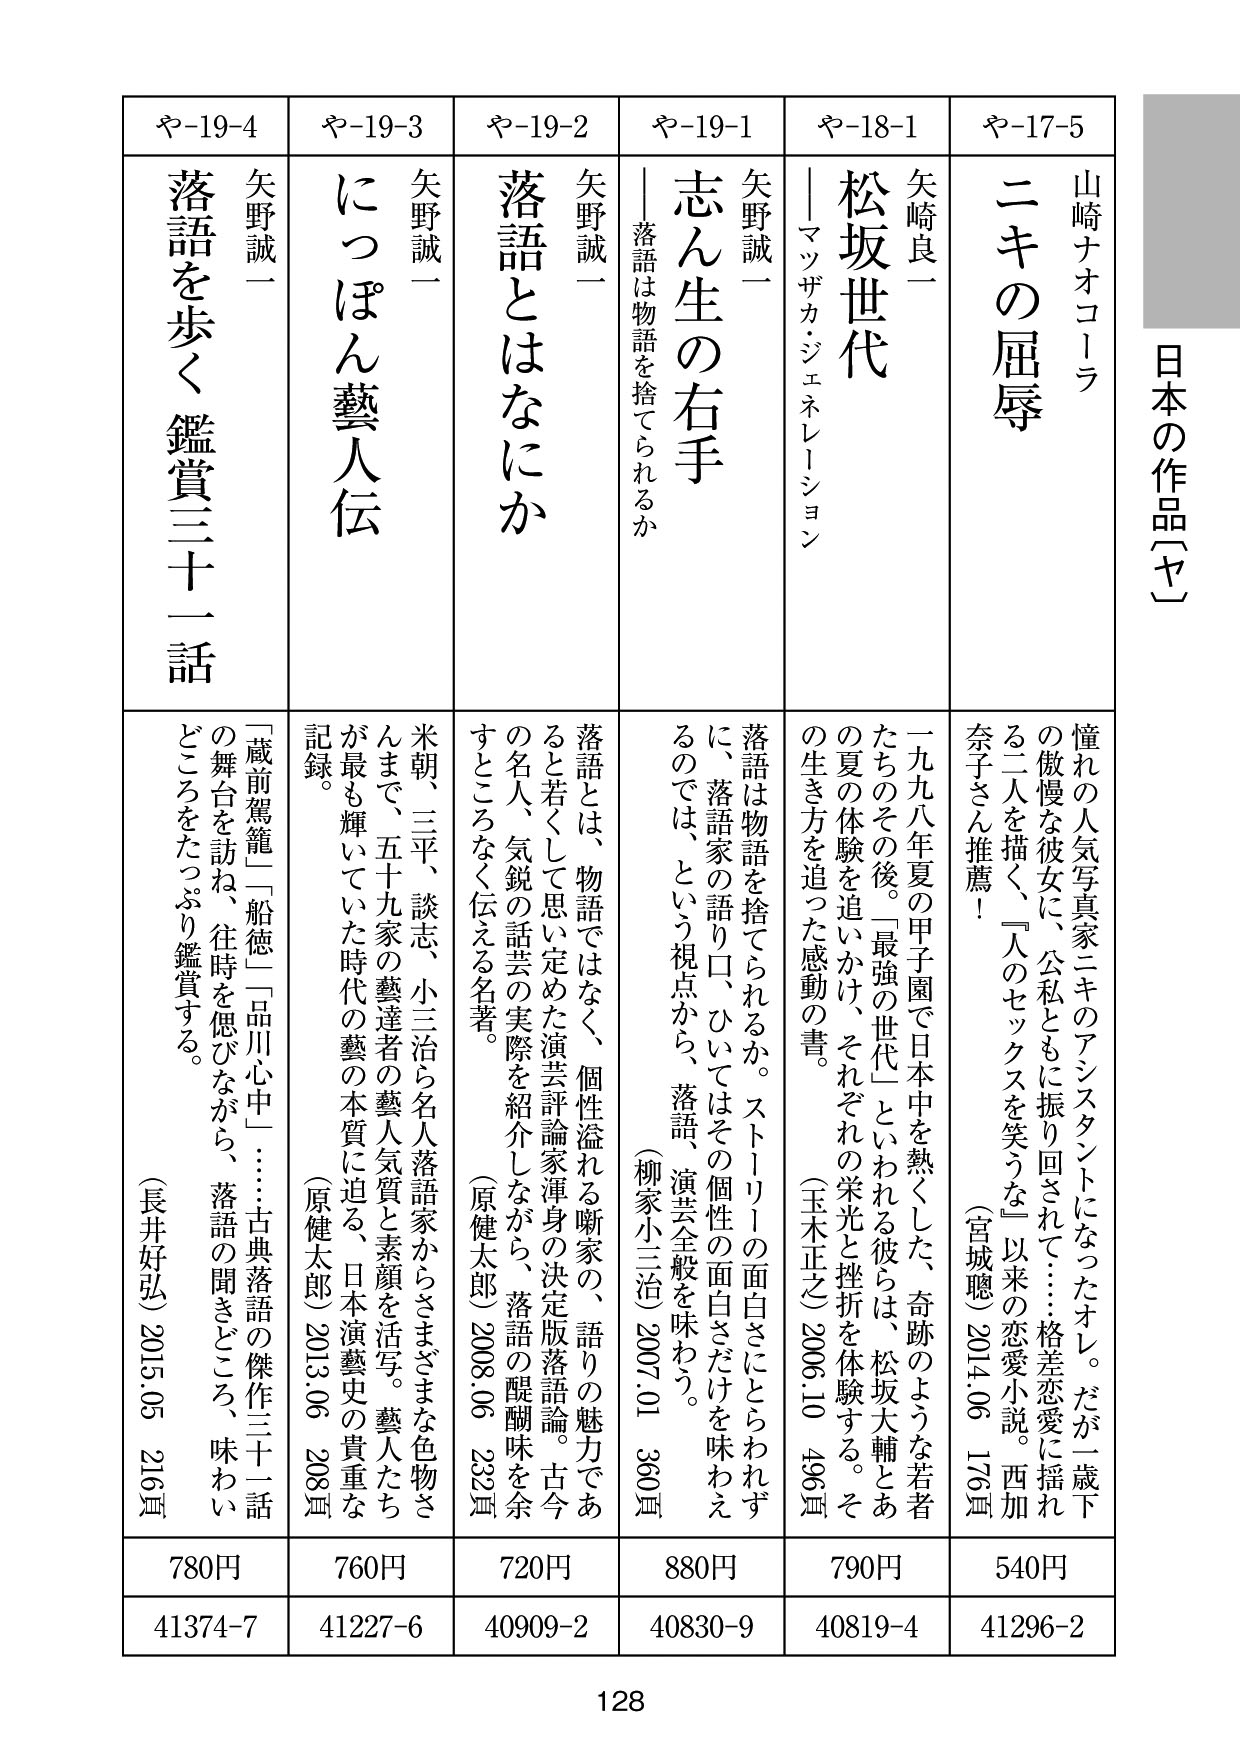 日本の作品〔ヤ〕
や-17-5
山崎ナオコーラ
ニキの屈辱
憧れの人気写真家ニキのアシスタントになったオレ。だが一歳下
の傲慢な彼女に、公私ともに振り回されて……格差恋愛に揺れ
る二人を描く、『人のセックスを笑うな』以来の恋愛小説。西加
奈子さん推薦！
（宮城聰）2014.06 176頁
540円
41296-2
や-18-1
矢崎良一
松坂世代
――マツザカ・ジェネレーション
一九九八年夏の甲子園で日本中を熱くした、奇跡のような若者
たちのその後。「最強の世代」といわれる彼らは、松坂大輔とあ
の夏の体験を追いかけ、それぞれの栄光と挫折を体験する。そ
の生き方を追った感動の書。
（玉木正之）2006.10 496頁
790円
40819-4
や-19-1
矢野誠一
志ん生の右手
――落語は物語を捨てられるか
落語は物語を捨てられるか。ストーリーの面白さにとらわれず
に、落語家の語り口、ひいてはその個性の面白さだけを味わえ
るのでは、という視点から、落語、演芸全般を味わう。
（柳家小三治）2007.01 360頁
880円
40830-9
や-19-2
矢野誠一
落語とはなにか
落語とは、物語ではなく、個性溢れる噺家の、語りの魅力であ
ると若くして思い定めた演芸評論家渾身の決定版落語論。古今
の名人、気鋭の話芸の実際を紹介しながら、落語の醍醐味を余
すところなく伝える名著。
（原健太郎）2008.06 232頁
720円
40909-2
や-19-3
矢野誠一
にっぽん藝人伝
米朝、三平、談志、小三治ら名人落語家からさまざまな色物さ
んまで、五十九家の藝達者の藝人気質と素顔を活写。藝人たち
が最も輝いていた時代の藝の本質に迫る、日本演藝史の貴重な
記録。
（原健太郎）2013.06 208頁
760円
41227-6
や-19-4
矢野誠一
落語を歩く 鑑賞三十一話
「蔵前駕籠」「船徳」「品川心中」……古典落語の傑作三十一話
の舞台を訪ね、往時を偲びながら、落語の聞きどころ、味わい
どころをたっぷり鑑賞する。
（長井好弘）2015.05 216頁
780円
41374-7
128